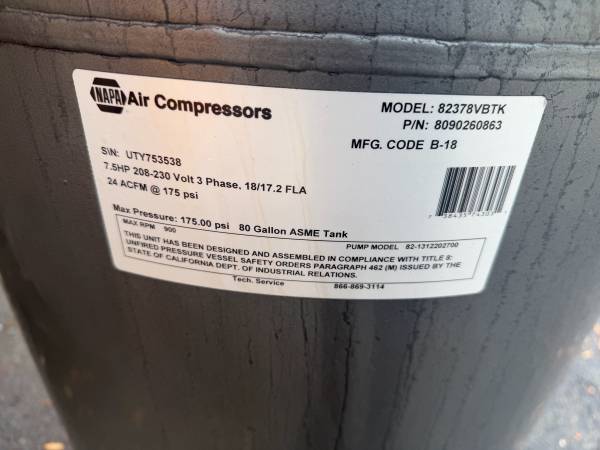 NAPA Air Compressors
MODEL: 82378VBTK
P/N: 8090260863
MFG. CODE B-18
S/N: UTY753538
7.5HP 208-230 Volt 3 Phase, 18/17.2 FLA
24 ACFM @ 175 psi
Max Pressure: 175.00 psi 80 Gallon ASME Tank
MAX RPM 900
PUMP MODEL 82-1312202700
THIS UNIT HAS BEEN DESIGNED AND ASSEMBLED IN COMPLIANCE WITH TITLE 8:
UNFIRED PRESSURE VESSEL SAFETY ORDERS PARAGRAPH 462 (M) ISSUED BY THE
STATE OF CALIFORNIA DEPT. OF INDUSTRIAL RELATIONS.
Tech. Service 866-869-3114